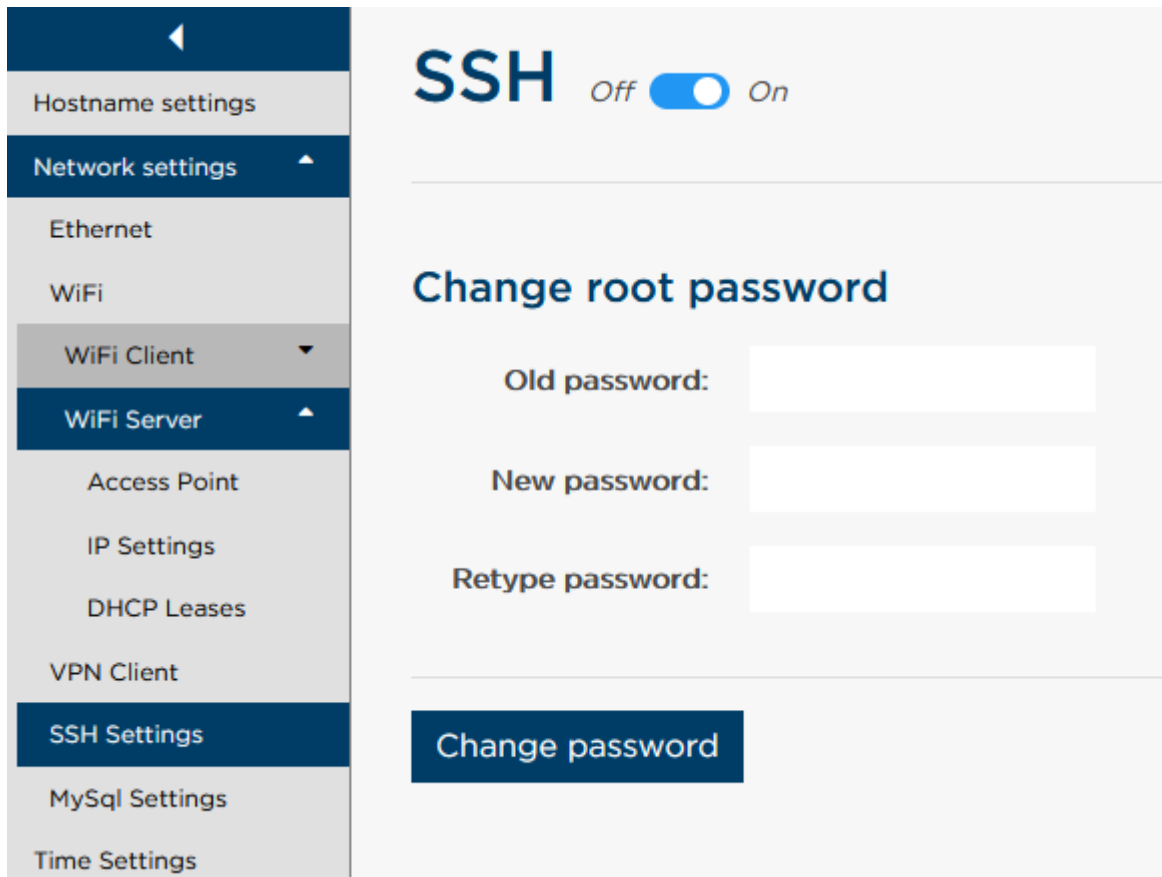 Hostname settings
Network settings
Ethernet
WiFi
WiFi Client
WiFi Server
Access Point
IP Settings
DHCP Leases
VPN Client
SSH Settings
MySql Settings
Time Settings
SSH Off On
Change root password
Old password:
New password:
Retype password:
Change password